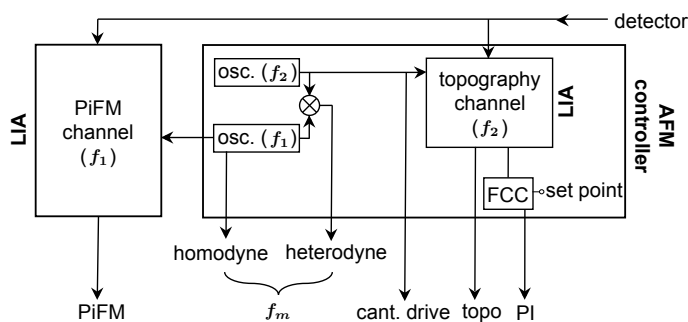 detector
LIA
PiFM
channel
(f₁)
osc. (f₂)
osc. (f₁)
topography
channel
(f₂)
LIA
AFM
controller
FCC
set point
homodyne
heterodyne
fₘ
PiFM
cant. drive
topo
PI